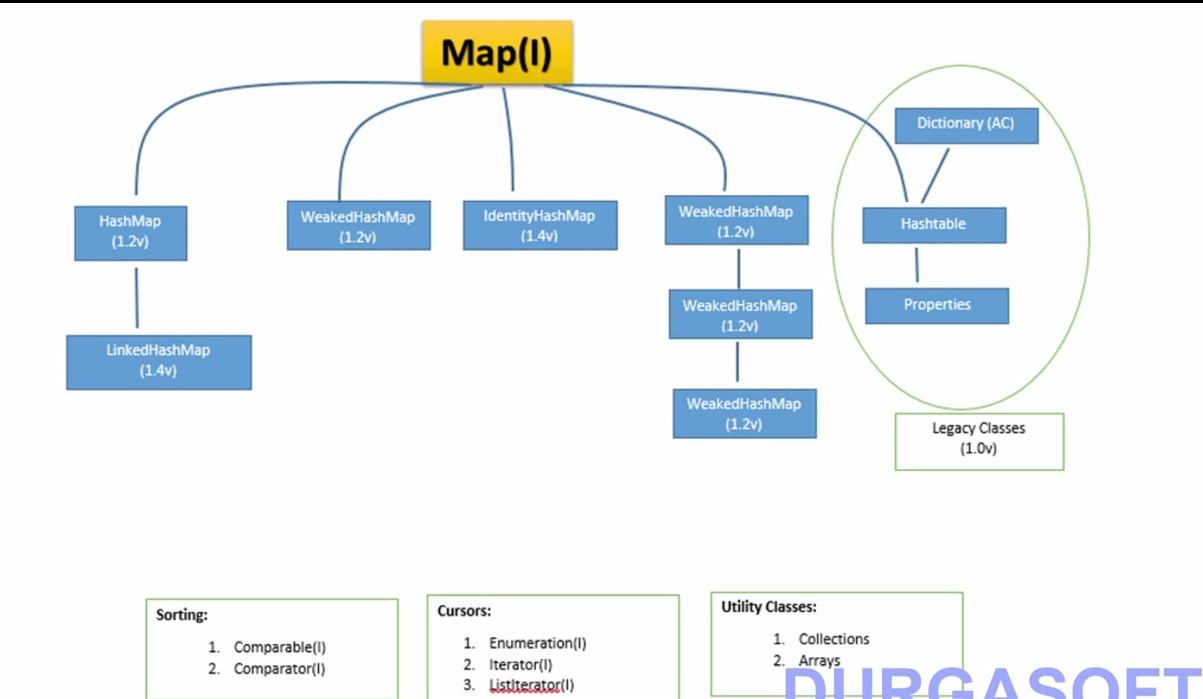 Map(I)
Dictionary (AC)
HashMap
(1.2v)
WeakedHashMap
(1.2v)
IdentityHashMap
(1.4v)
WeakedHashMap
(1.2v)
Hashtable
WeakedHashMap
(1.2v)
Properties
LinkedHashMap
(1.4v)
WeakedHashMap
(1.2v)
Legacy Classes
(1.0v)
Sorting:
1. Comparable(I)
2. Comparator(I)
Cursors:
1. Enumeration(I)
2. Iterator(I)
3. ListIterator(I)
Utility Classes:
1. Collections
2. Arrays
DURGASOFT